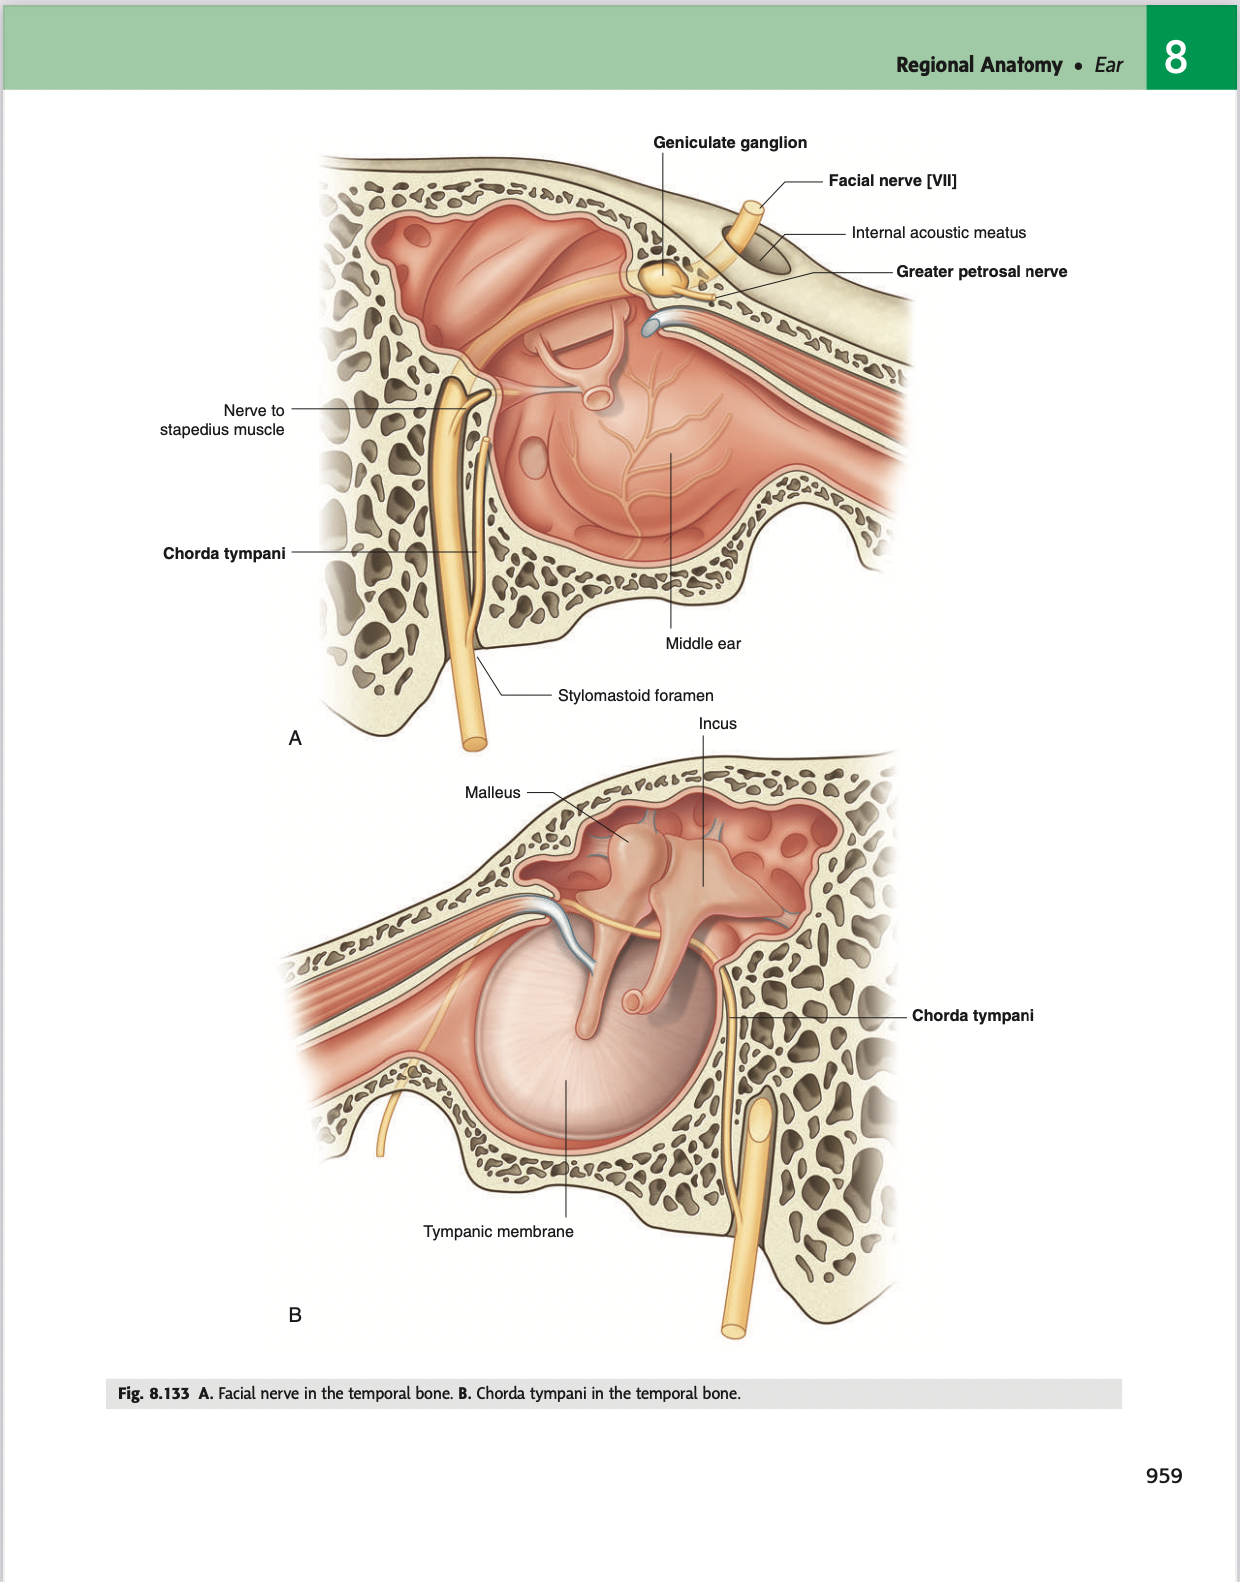 Regional Anatomy • Ear
8
Geniculate ganglion
Facial nerve [VII]
Internal acoustic meatus
Greater petrosal nerve
Nerve to
stapedius muscle
Chorda tympani
Middle ear
Stylomastoid foramen
A
Incus
Malleus
Chorda tympani
Tympanic membrane
B
Fig. 8.133 A. Facial nerve in the temporal bone. B. Chorda tympani in the temporal bone.
959